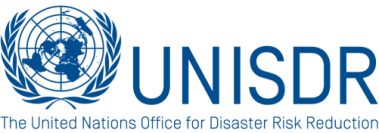 UNISDR
The United Nations Office for Disaster Risk Reduction